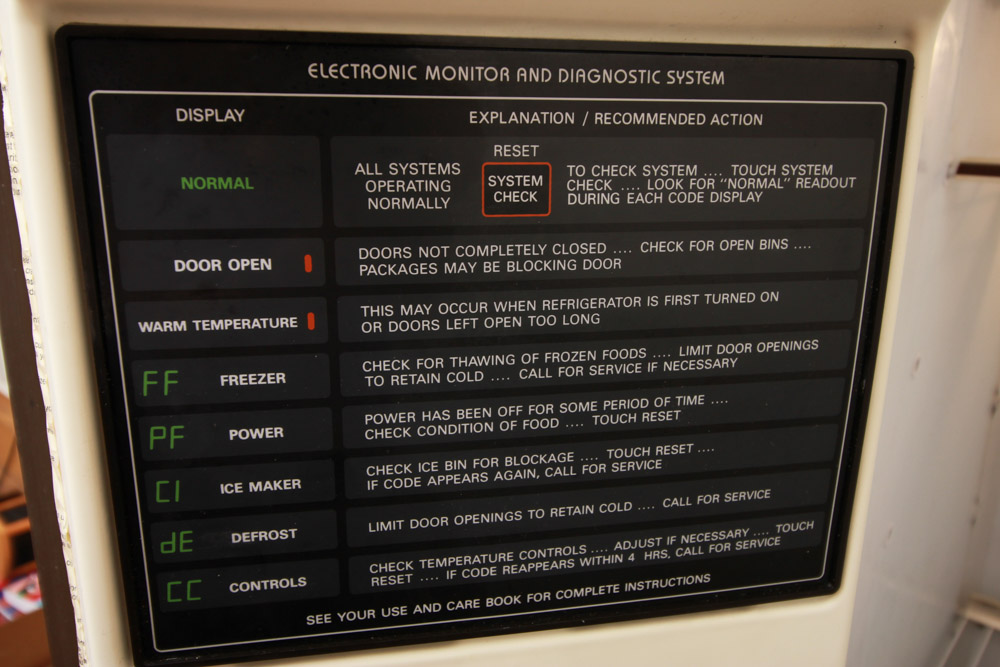 ELECTRONIC MONITOR AND DIAGNOSTIC SYSTEM
DISPLAY
EXPLANATION / RECOMMENDED ACTION
NORMAL
ALL SYSTEMS
OPERATING
NORMALLY
RESET
SYSTEM
CHECK
TO CHECK SYSTEM .... TOUCH SYSTEM
CHECK .... LOOK FOR "NORMAL" READOUT
DURING EACH CODE DISPLAY
DOOR OPEN
DOORS NOT COMPLETELY CLOSED .... CHECK FOR OPEN BINS ....
PACKAGES MAY BE BLOCKING DOOR
WARM TEMPERATURE
THIS MAY OCCUR WHEN REFRIGERATOR IS FIRST TURNED ON
OR DOORS LEFT OPEN TOO LONG
FF FREEZER
CHECK FOR THAWING OF FROZEN FOODS .... LIMIT DOOR OPENINGS
TO RETAIN COLD .... CALL FOR SERVICE IF NECESSARY
PF POWER
POWER HAS BEEN OFF FOR SOME PERIOD OF TIME ....
CHECK CONDITION OF FOOD .... TOUCH RESET
CI ICE MAKER
CHECK ICE BIN FOR BLOCKAGE .... TOUCH RESET ....
IF CODE APPEARS AGAIN, CALL FOR SERVICE
dE DEFROST
LIMIT DOOR OPENINGS TO RETAIN COLD .... CALL FOR SERVICE
CC CONTROLS
CHECK TEMPERATURE CONTROLS .... ADJUST IF NECESSARY .... TOUCH
RESET .... IF CODE REAPPEARS WITHIN 4 HRS. CALL FOR SERVICE
SEE YOUR USE AND CARE BOOK FOR COMPLETE INSTRUCTIONS